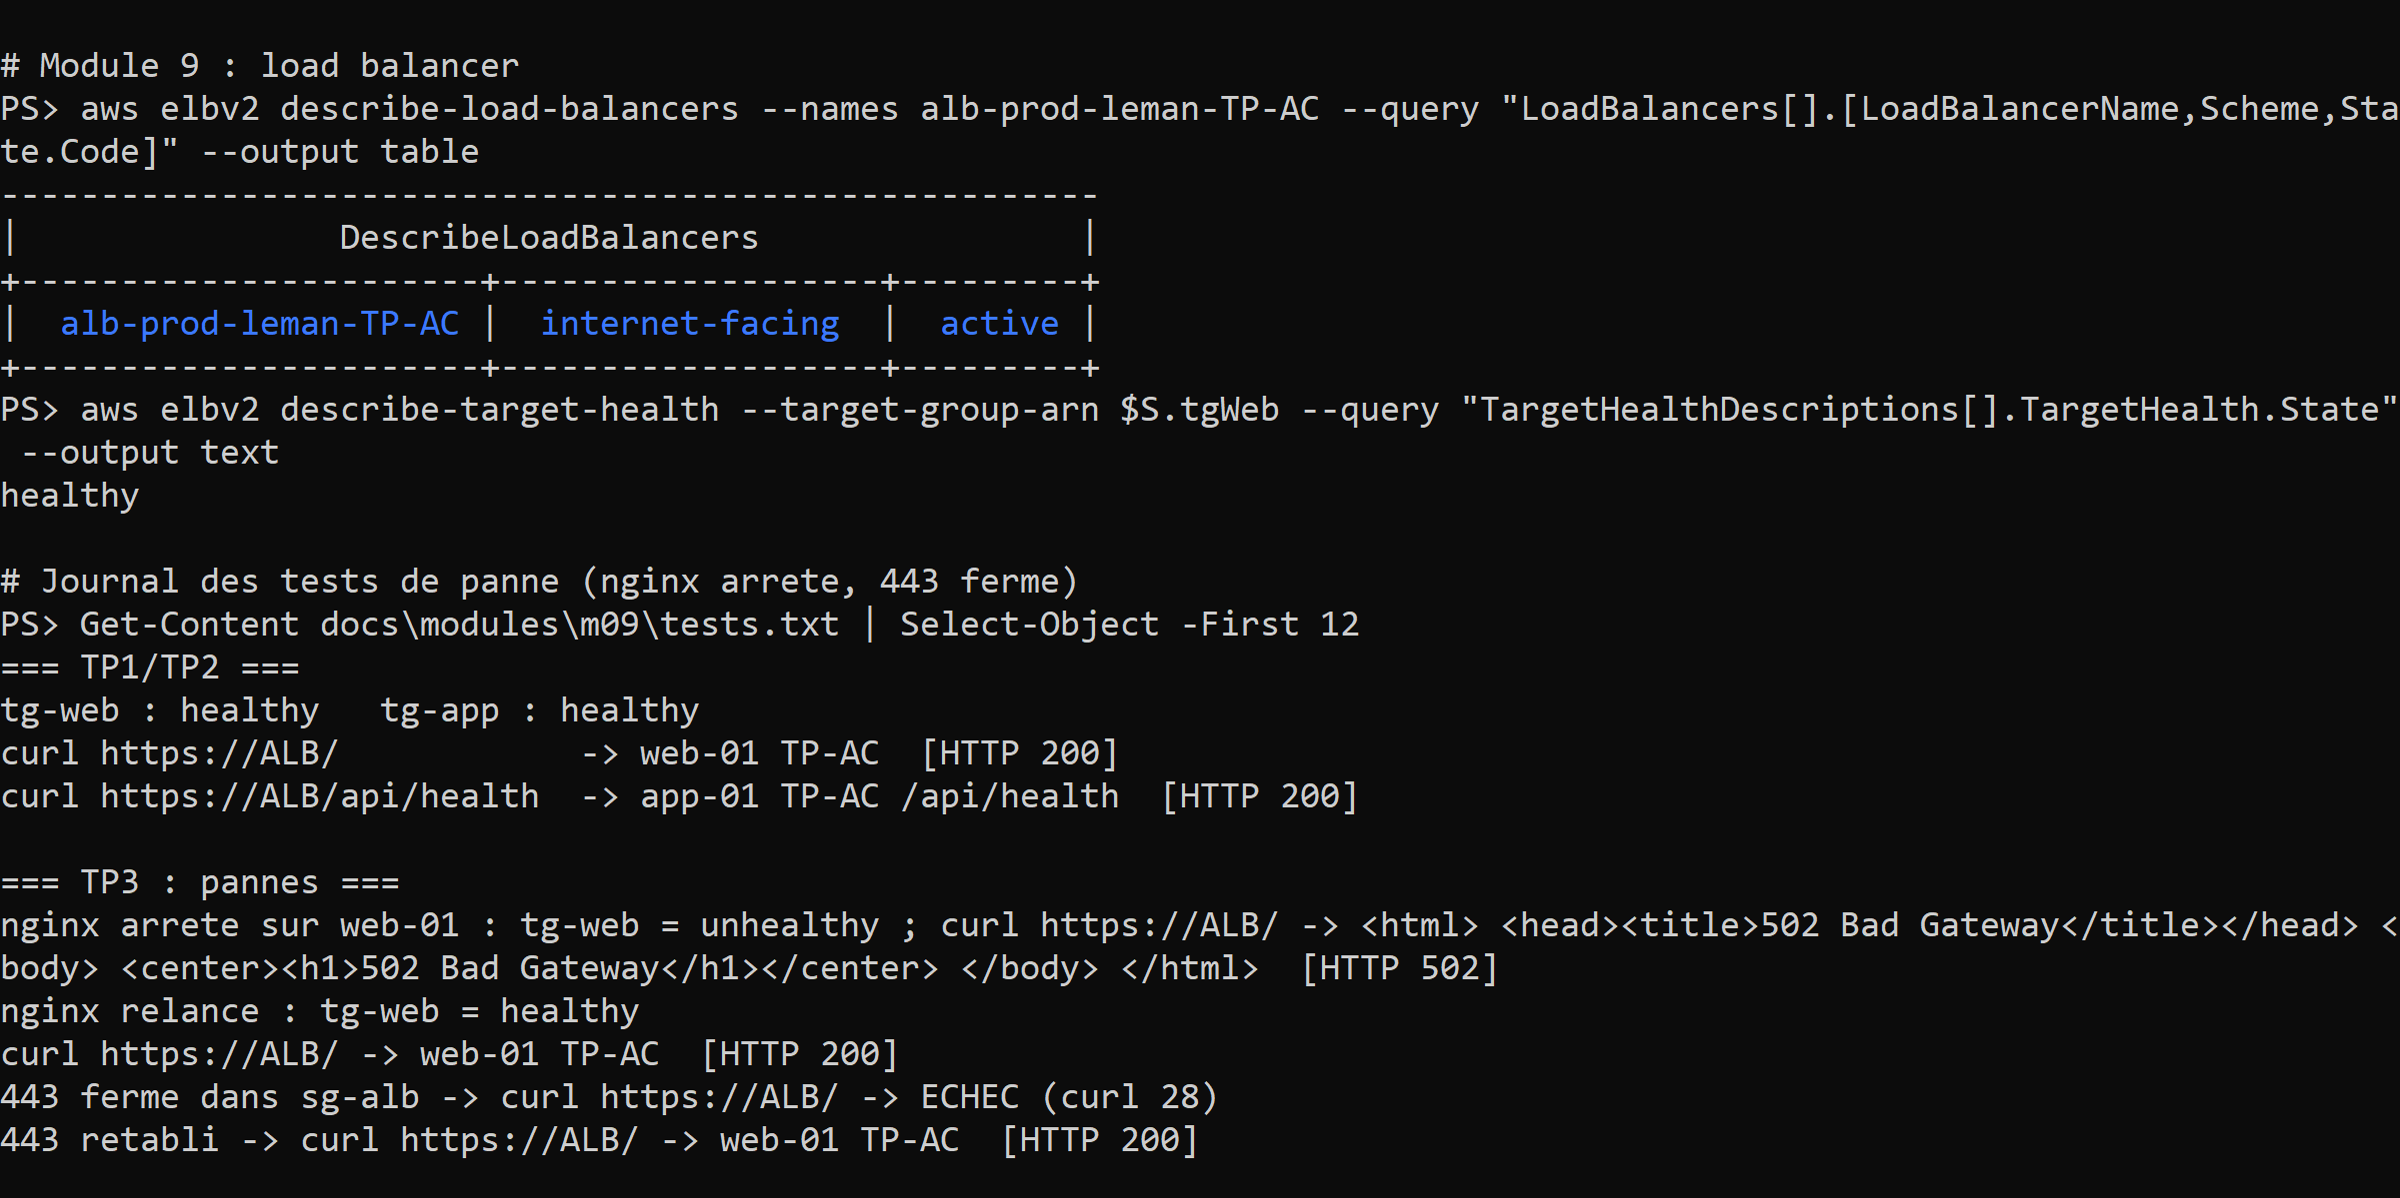 # Module 9 : load balancer
PS> aws elbv2 describe-load-balancers --names alb-prod-leman-TP-AC --query "LoadBalancers[].[LoadBalancerName,Scheme,Sta
te.Code]" --output table
-------------------------------------------------------
|                DescribeLoadBalancers                |
+-----------------------+-------------------+---------+
|  alb-prod-leman-TP-AC |  internet-facing  |  active |
+-----------------------+-------------------+---------+
PS> aws elbv2 describe-target-health --target-group-arn $S.tgWeb --query "TargetHealthDescriptions[].TargetHealth.State"
 --output text
healthy

# Journal des tests de panne (nginx arrete, 443 ferme)
PS> Get-Content docs\modules\m09\tests.txt | Select-Object -First 12
=== TP1/TP2 ===
tg-web : healthy   tg-app : healthy
curl https://ALB/            -> web-01 TP-AC  [HTTP 200]
curl https://ALB/api/health  -> app-01 TP-AC /api/health  [HTTP 200]

=== TP3 : pannes ===
nginx arrete sur web-01 : tg-web = unhealthy ; curl https://ALB/ -> <html> <head><title>502 Bad Gateway</title></head> <
body> <center><h1>502 Bad Gateway</h1></center> </body> </html>  [HTTP 502]
nginx relance : tg-web = healthy
curl https://ALB/ -> web-01 TP-AC  [HTTP 200]
443 ferme dans sg-alb -> curl https://ALB/ -> ECHEC (curl 28)
443 retabli -> curl https://ALB/ -> web-01 TP-AC  [HTTP 200]